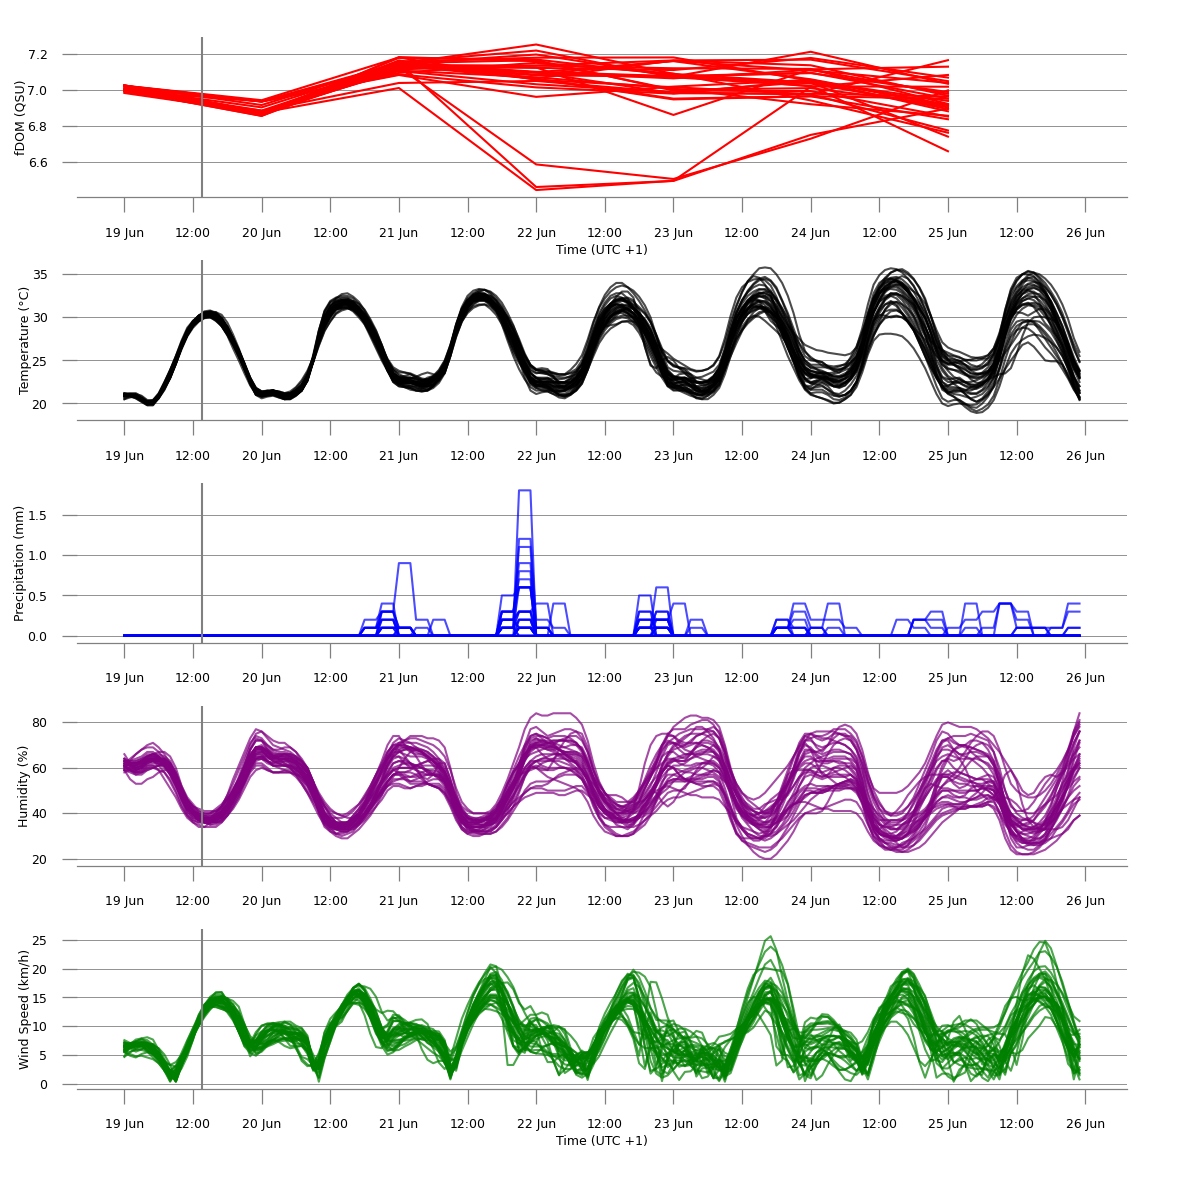 7.2
7.0
6.8
6.6
fDOM (QSU)
19 Jun 12:00 20 Jun 12:00 21 Jun 12:00 22 Jun 12:00 23 Jun 12:00 24 Jun 12:00 25 Jun 12:00 26 Jun
Time (UTC +1)
35
30
25
20
Temperature (°C)
19 Jun 12:00 20 Jun 12:00 21 Jun 12:00 22 Jun 12:00 23 Jun 12:00 24 Jun 12:00 25 Jun 12:00 26 Jun
1.5
1.0
0.5
0.0
Precipitation (mm)
19 Jun 12:00 20 Jun 12:00 21 Jun 12:00 22 Jun 12:00 23 Jun 12:00 24 Jun 12:00 25 Jun 12:00 26 Jun
80
60
40
20
Humidity (%)
19 Jun 12:00 20 Jun 12:00 21 Jun 12:00 22 Jun 12:00 23 Jun 12:00 24 Jun 12:00 25 Jun 12:00 26 Jun
25
20
15
10
5
0
Wind Speed (km/h)
19 Jun 12:00 20 Jun 12:00 21 Jun 12:00 22 Jun 12:00 23 Jun 12:00 24 Jun 12:00 25 Jun 12:00 26 Jun
Time (UTC +1)